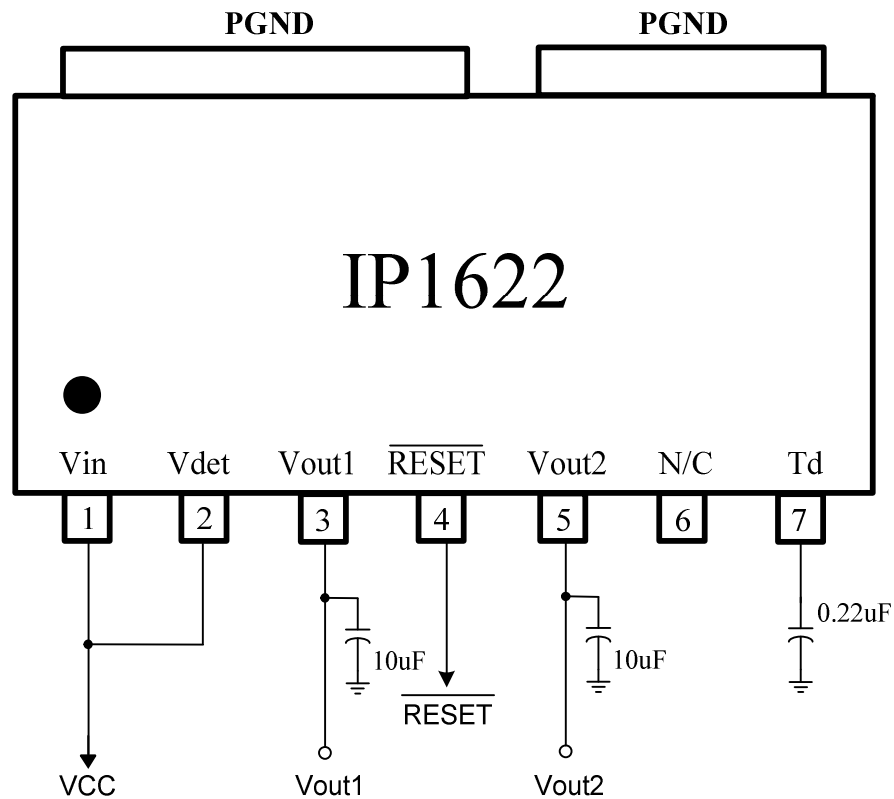 PGND PGND
IP1622
Vin Vdet Vout1 RESET Vout2 N/C Td
1 2 3 4 5 6 7
0.22uF
10uF 10uF
RESET
VCC Vout1 Vout2